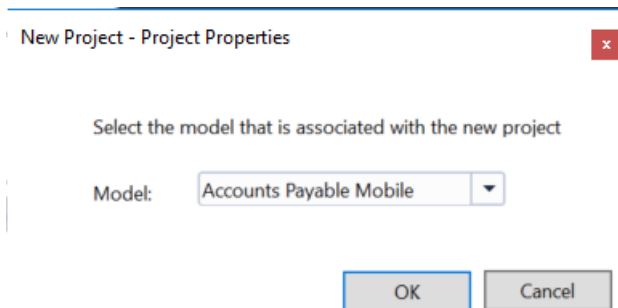 New Project - Project Properties
x
Select the model that is associated with the new project
Model: Accounts Payable Mobile
OK Cancel